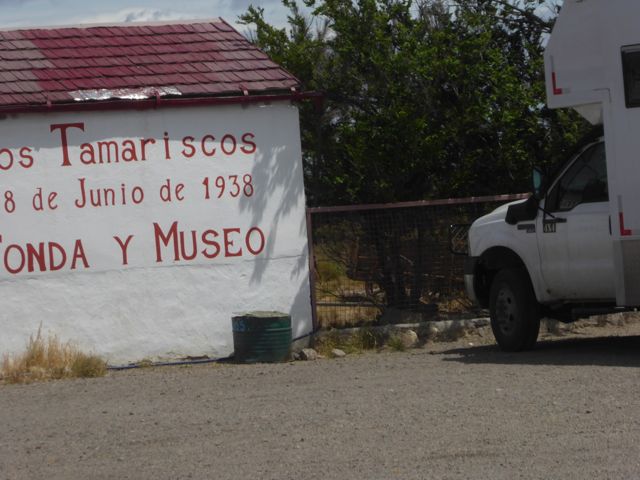 os Tamariscos
8 de Junio de 1938
Fonda y Museo